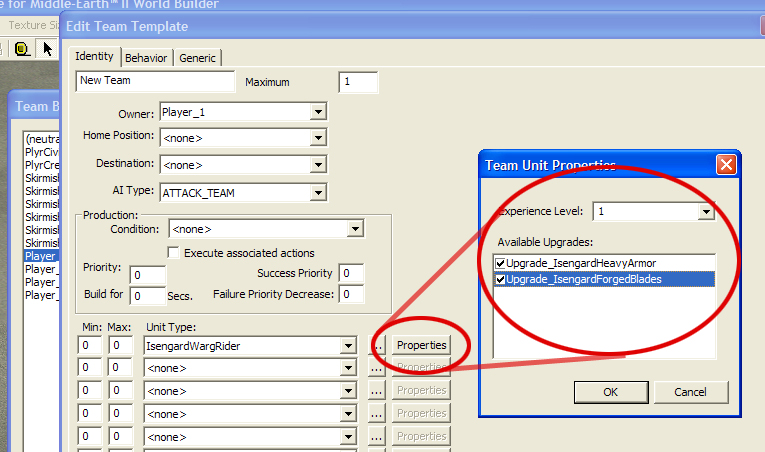 e for Middle-Earth™ II World Builder
Texture Siz
Edit Team Template
Identity Behavior Generic
New Team Maximum 1
Owner: Player_1
Home Position: <none>
Destination: <none>
AI Type: ATTACK_TEAM
Production:
Condition: <none>
Execute associated actions
Priority: 0 Success Priority 0
Build for 0 Secs. Failure Priority Decrease: 0
Min: Max: Unit Type:
0 0 IsengardWargRider ... Properties
0 0 <none> ... Properties
0 0 <none> ... Properties
0 0 <none> ... Properties
0 0 <none> ... Properties
Team B
(neutra
PlyrCiv
PlyrCre
Skirmis
Skirmis
Skirmis
Skirmis
Skirmis
Skirmis
Player_
Player_
Player_
Player_
Team Unit Properties
Experience Level: 1
Available Upgrades:
Upgrade_IsengardHeavyArmor
Upgrade_IsengardForgedBlades
OK Cancel